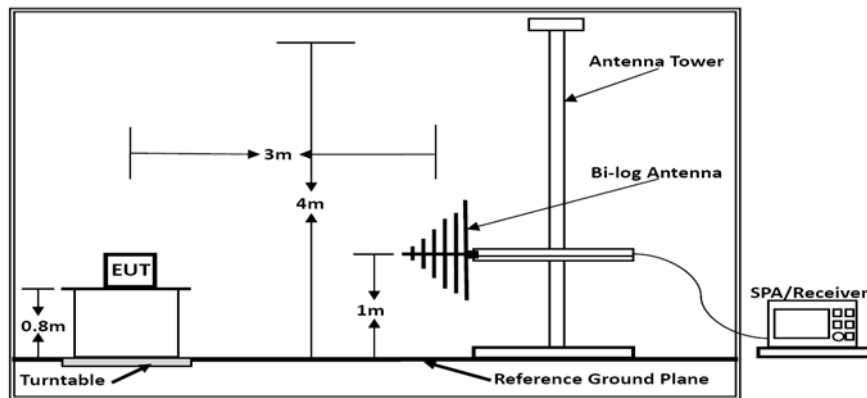 Antenna Tower
3m
Bi-log Antenna
4m
EUT
SPA/Receiver
0.8m
1m
Turntable
Reference Ground Plane